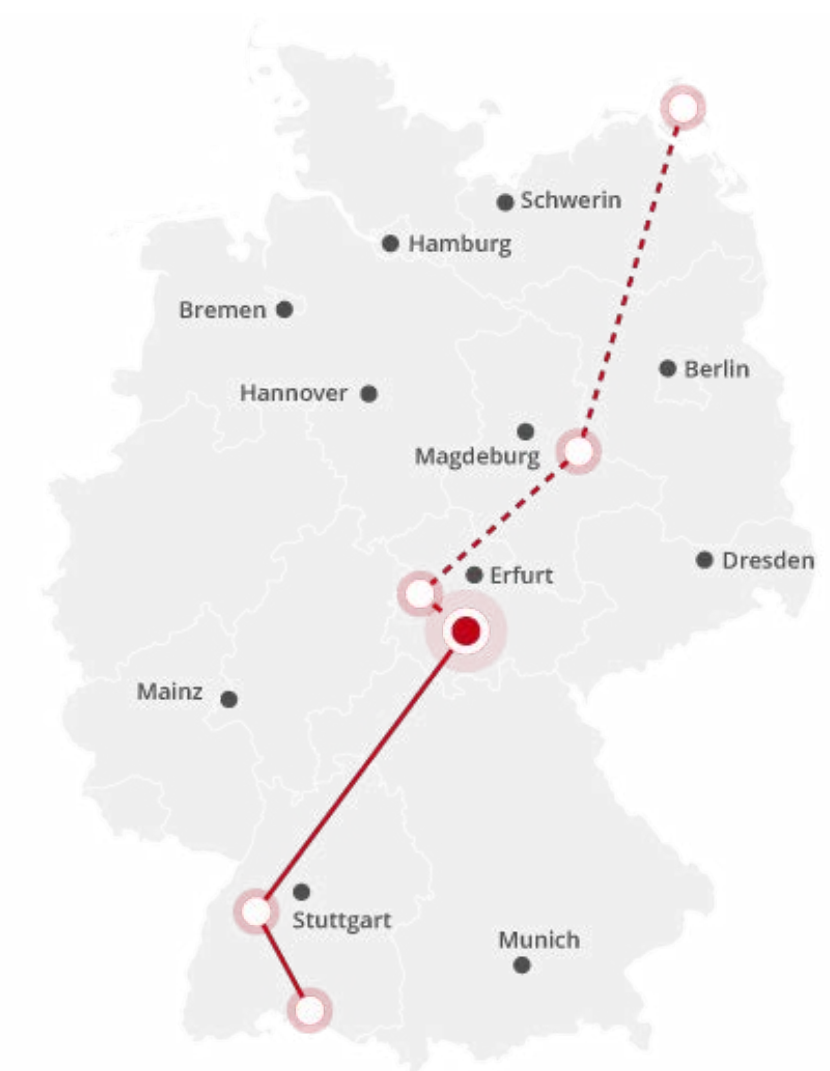 Schwerin
Hamburg
Bremen
Berlin
Hannover
Magdeburg
Dresden
Erfurt
Mainz
Stuttgart
Munich